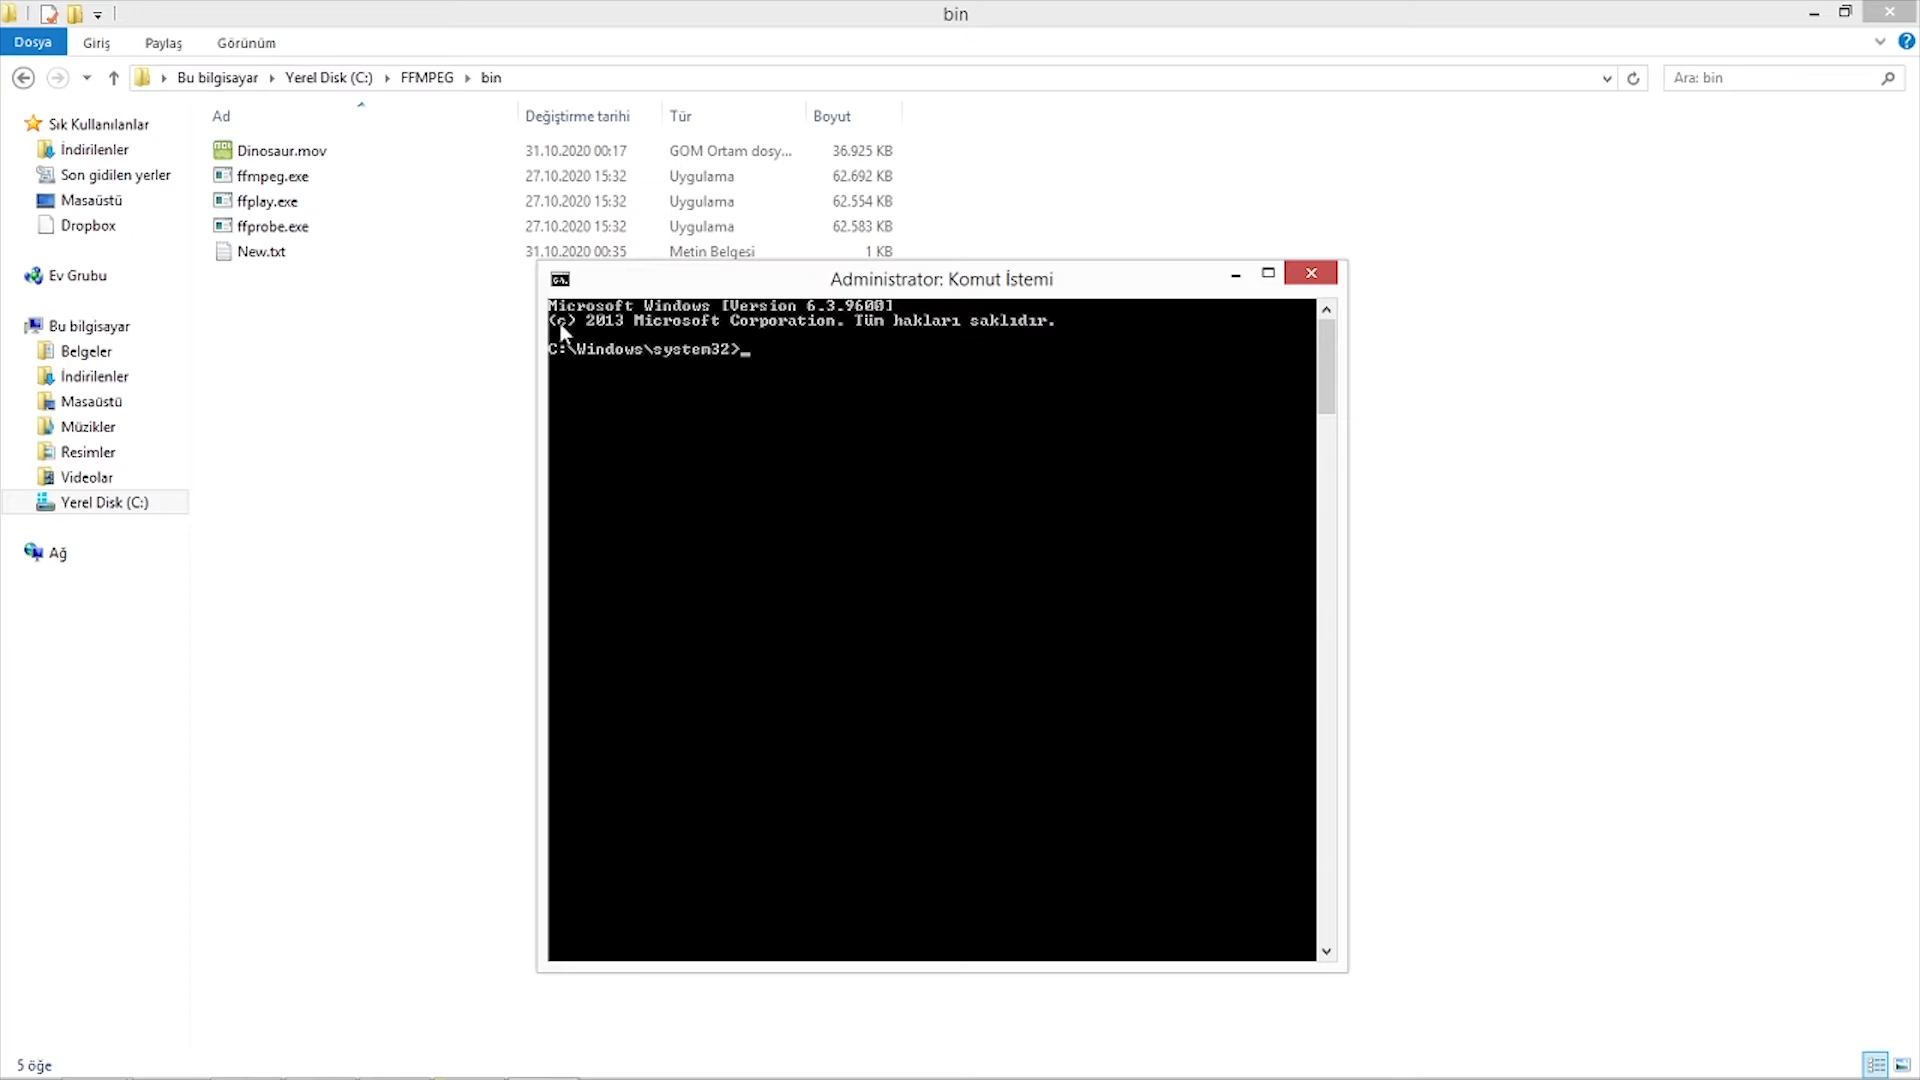 bin
Dosya Giriş Paylaş Görünüm
Bu bilgisayar Yerel Disk (C:) FFMPEG bin
Ara: bin
Ad Değiştirme tarihi Tür Boyut
Dinosaur.mov 31.10.2020 00:17 GOM Ortam dosy... 36.925 KB
ffmpeg.exe 27.10.2020 15:32 Uygulama 62.692 KB
ffplay.exe 27.10.2020 15:32 Uygulama 62.554 KB
ffprobe.exe 27.10.2020 15:32 Uygulama 62.583 KB
New.txt 31.10.2020 00:35 Metin Belgesi 1 KB
Sık Kullanılanlar
İndirilenler
Son gidilen yerler
Masaüstü
Dropbox
Ev Grubu
Bu bilgisayar
Belgeler
İndirilenler
Masaüstü
Müzikler
Resimler
Videolar
Yerel Disk (C:)
Ağ
Administrator: Komut İstemi
Microsoft Windows [Version 6.3.9600]
(c) 2013 Microsoft Corporation. Tüm hakları saklıdır.
C:\Windows\system32>_
5 öğe